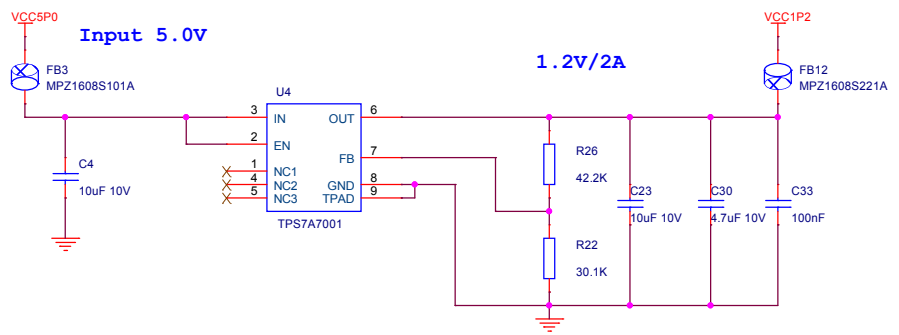 VCC5P0
VCC1P2
Input 5.0V
1.2V/2A
FB3
MPZ1608S101A
FB12
MPZ1608S221A
U4
3
IN
OUT
6
2
EN
1
NC1
4
NC2
5
NC3
FB
7
GND
8
TPAD
9
TPS7A7001
C4
10uF 10V
R26
42.2K
C23
10uF 10V
C30
4.7uF 10V
C33
100nF
R22
30.1K